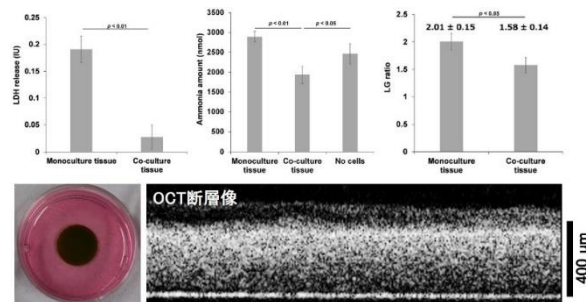 p < 0.01
LDH release (IU)
0.25
0.2
0.15
0.1
0.05
0
Monoculture tissue
Co-culture tissue
p < 0.01
p < 0.05
Ammonia amount (nmol)
3500
3000
2500
2000
1500
1000
500
0
Monoculture tissue
Co-culture tissue
No cells
p < 0.05
2.01 ± 0.15
1.58 ± 0.14
LG ratio
2.5
2
1.5
1
0.5
0
Monoculture tissue
Co-culture tissue
OCT断層像
400 μm